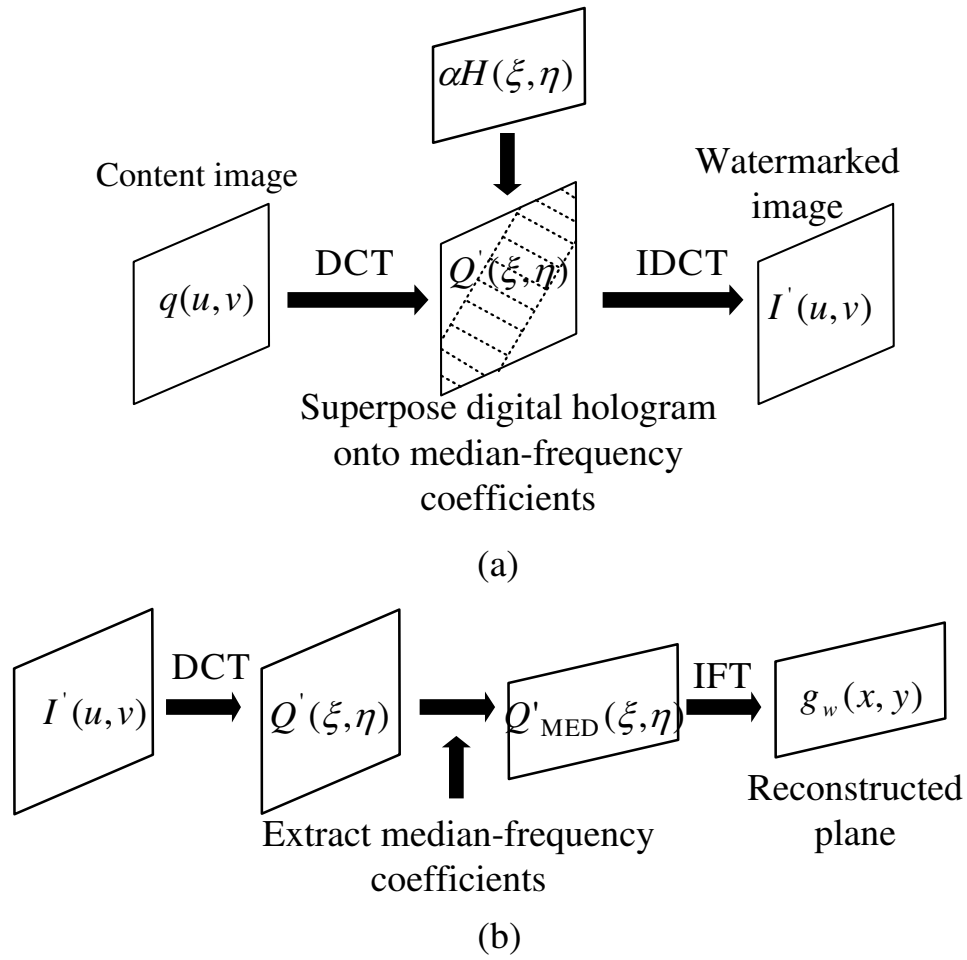 αH(ξ,η)
Content image
Watermarked
image
q(u,v)
DCT
Q'(ξ,η)
IDCT
I'(u,v)
Superpose digital hologram
onto median-frequency
coefficients
(a)
I'(u,v)
DCT
Q'(ξ,η)
Q'MED(ξ,η)
IFT
g_w(x,y)
Extract median-frequency
coefficients
Reconstructed
plane
(b)